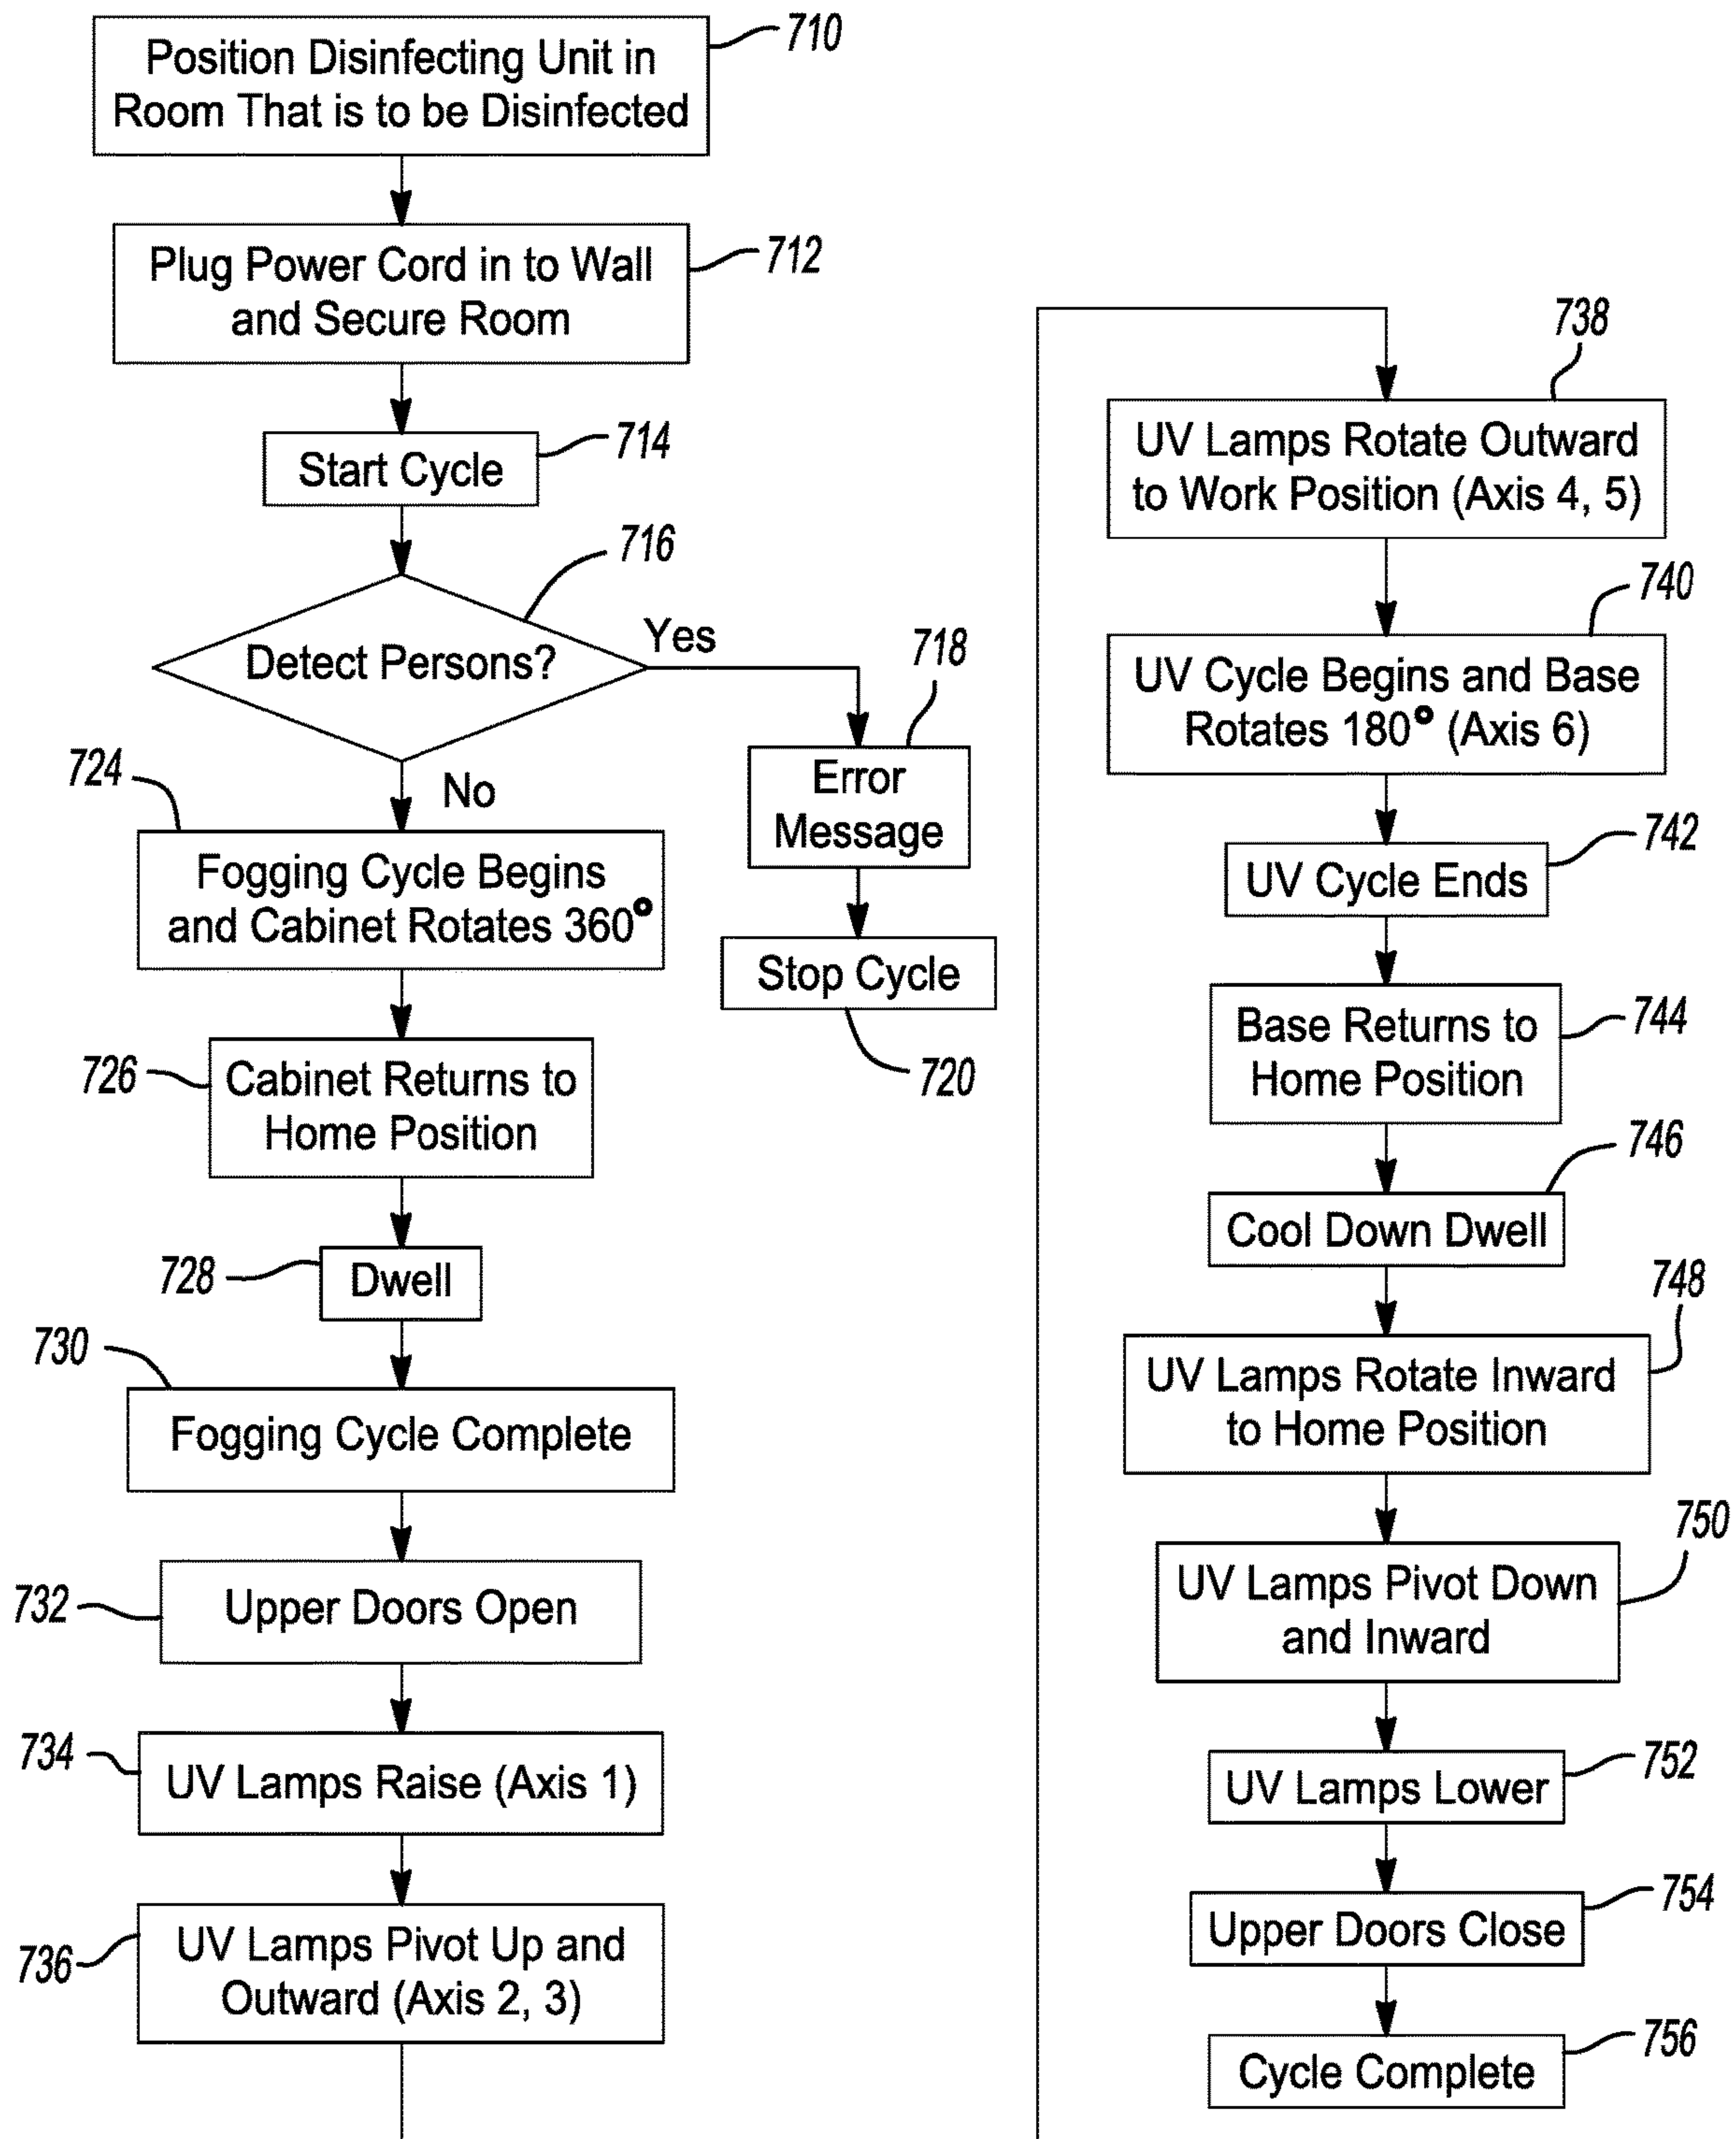 710
Position Disinfecting Unit in
Room That is to be Disinfected
712
Plug Power Cord in to Wall
and Secure Room
714
Start Cycle
716
Detect Persons?
Yes
718
Error
Message
Stop Cycle
720
No
724
Fogging Cycle Begins
and Cabinet Rotates 360°
726
Cabinet Returns to
Home Position
728
Dwell
730
Fogging Cycle Complete
732
Upper Doors Open
734
UV Lamps Raise (Axis 1)
736
UV Lamps Pivot Up and
Outward (Axis 2, 3)
738
UV Lamps Rotate Outward
to Work Position (Axis 4, 5)
740
UV Cycle Begins and Base
Rotates 180° (Axis 6)
742
UV Cycle Ends
744
Base Returns to
Home Position
746
Cool Down Dwell
748
UV Lamps Rotate Inward
to Home Position
750
UV Lamps Pivot Down
and Inward
752
UV Lamps Lower
754
Upper Doors Close
756
Cycle Complete